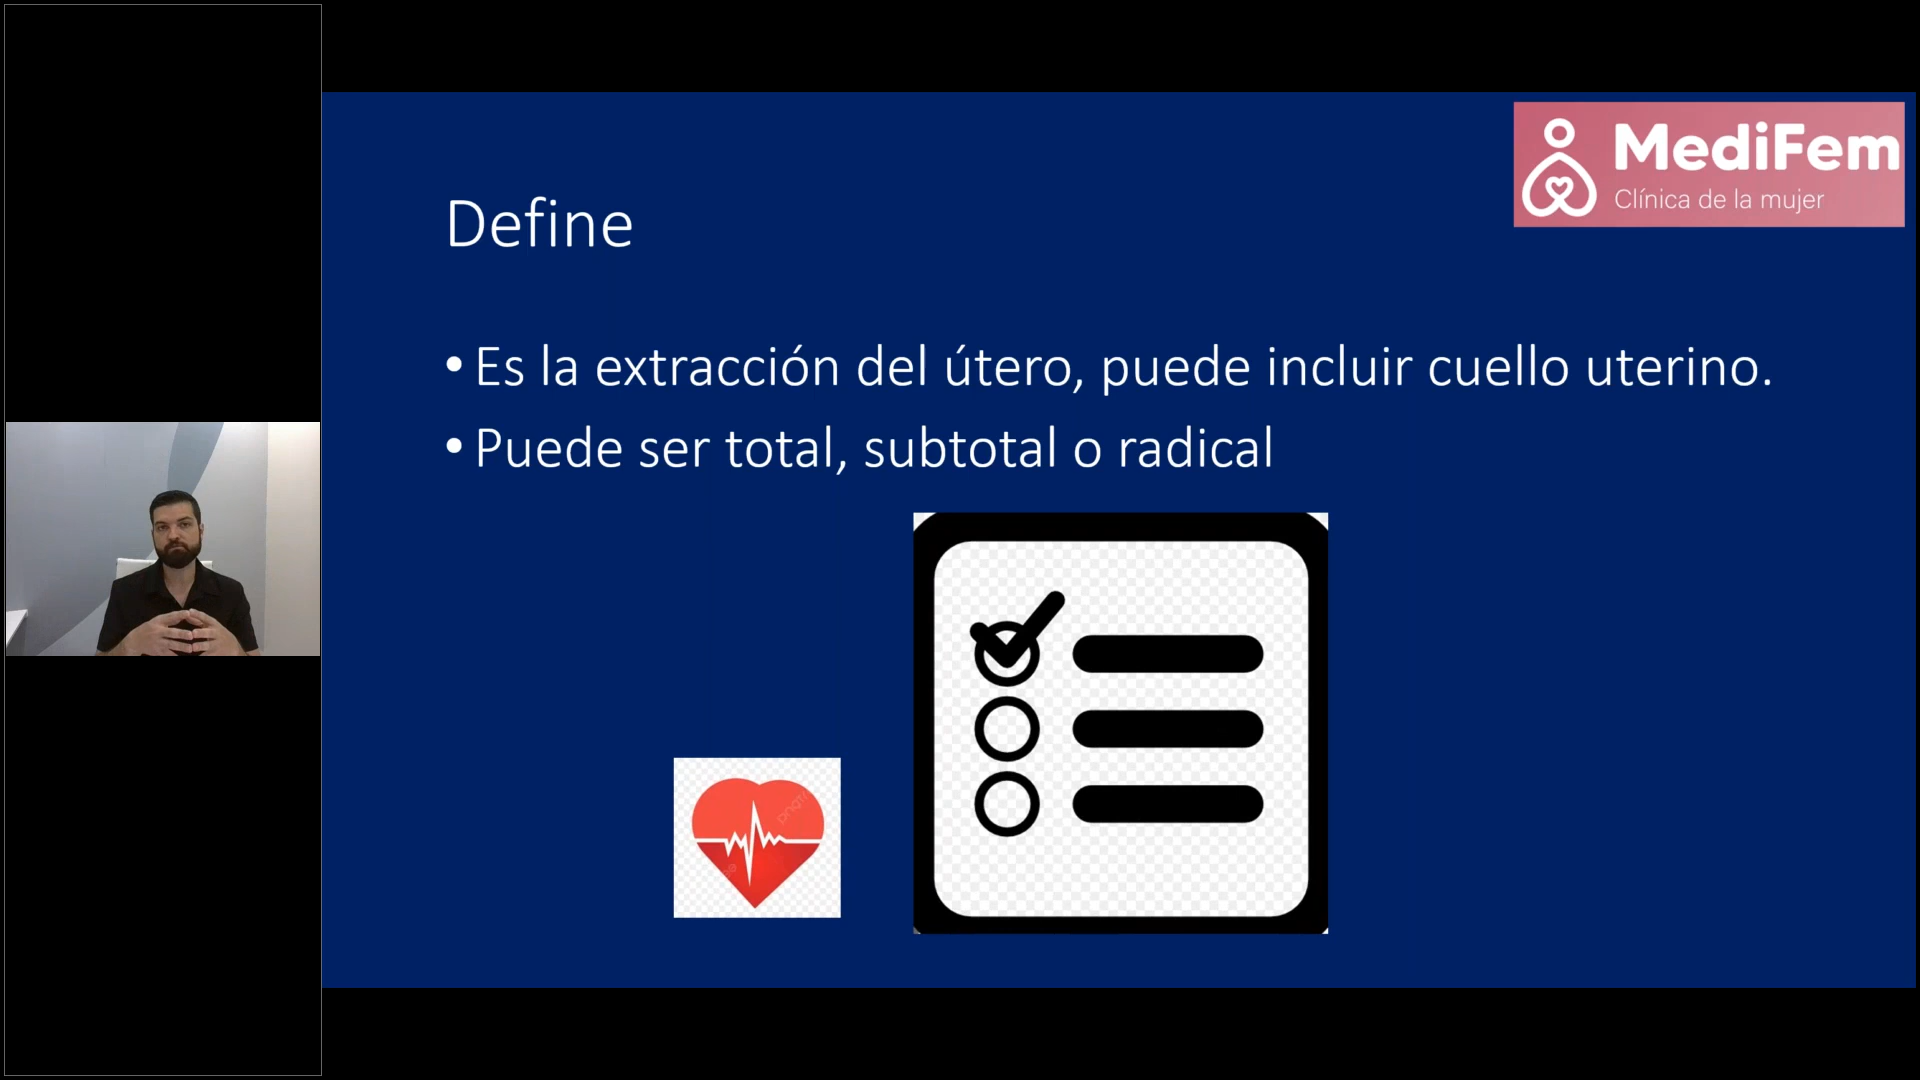 MediFem
Clínica de la mujer
Define
• Es la extracción del útero, puede incluir cuello uterino.
• Puede ser total, subtotal o radical